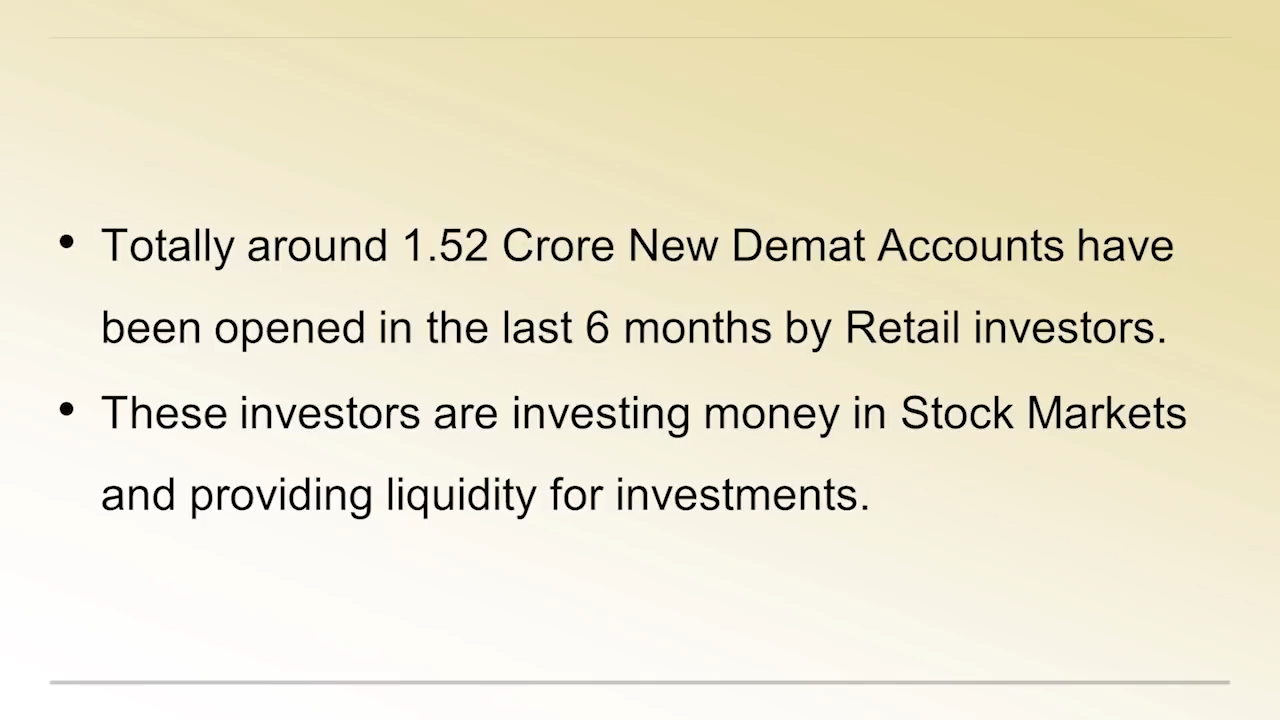 • Totally around 1.52 Crore New Demat Accounts have
been opened in the last 6 months by Retail investors.
• These investors are investing money in Stock Markets
and providing liquidity for investments.